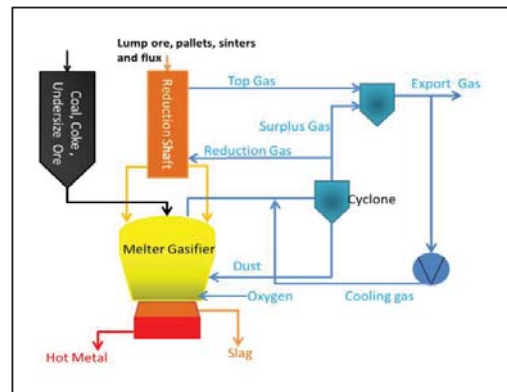 Lump ore, pallets, sinters
and flux
Coal, Coke,
Undersize Ore
Reduction Shaft
Top Gas
Export Gas
Surplus Gas
Reduction Gas
Cyclone
Melter Gasifier
Dust
Oxygen
Cooling gas
Hot Metal
Slag